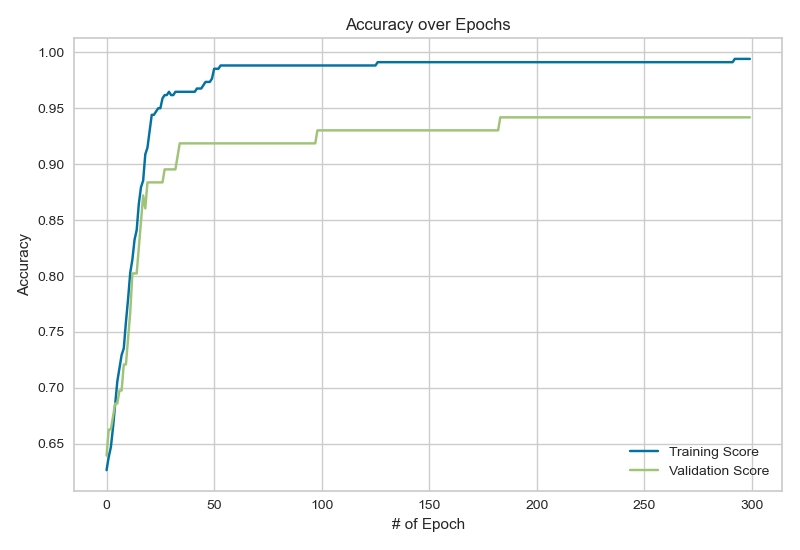 Accuracy over Epochs
1.00
0.95
0.90
0.85
0.80
0.75
0.70
0.65
Accuracy
Training Score
Validation Score
0 50 100 150 200 250 300
# of Epoch